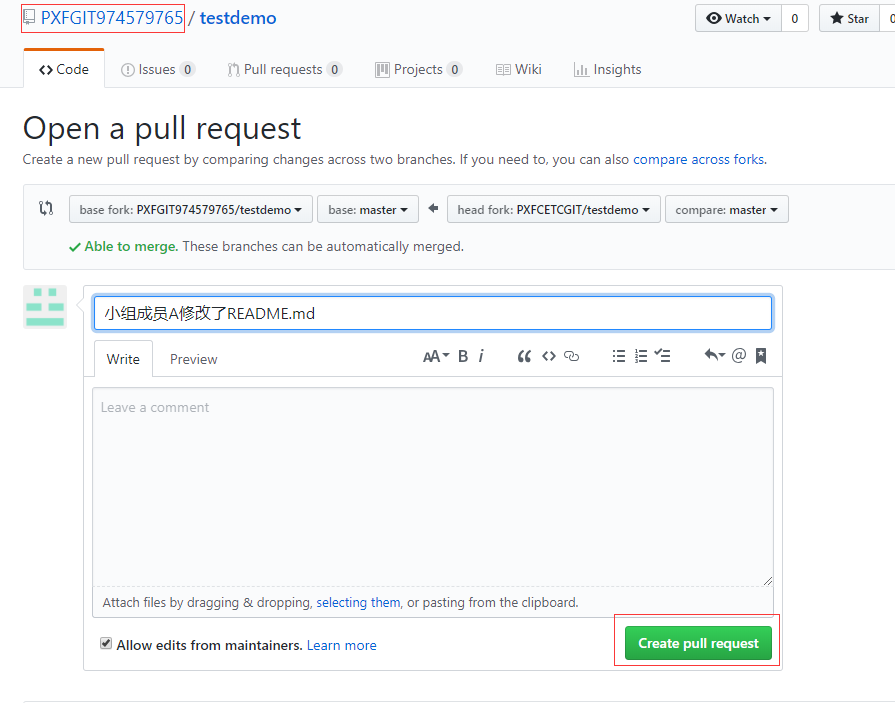 PXFGIT974579765 / testdemo Watch 0 Star 0
Code Issues 0 Pull requests 0 Projects 0 Wiki Insights
Open a pull request
Create a new pull request by comparing changes across two branches. If you need to, you can also compare across forks.
base fork: PXFGIT974579765/testdemo base: master head fork: PXFCETCGIT/testdemo compare: master
Able to merge. These branches can be automatically merged.
小组成员A修改了README.md
Write Preview AA B i @
Leave a comment
Attach files by dragging & dropping, selecting them, or pasting from the clipboard.
Allow edits from maintainers. Learn more Create pull request